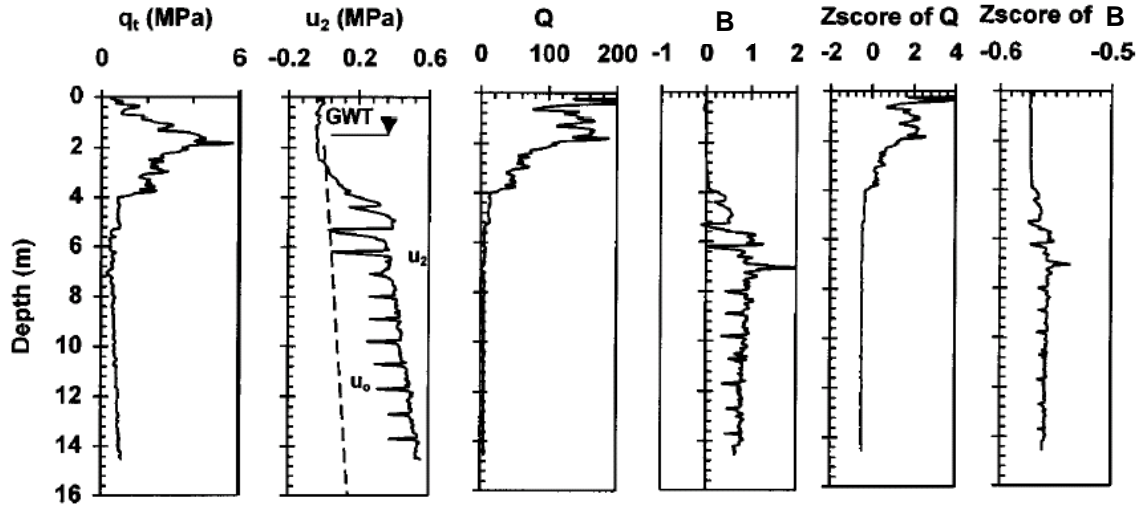 qt (MPa) u2 (MPa) Q B Zscore of Q Zscore of B
0 6 -0.2 0.2 0.6 0 100 200 -1 0 1 2 -2 0 2 4 -0.6 -0.5
0
GWT
2
4
6
u2
Depth (m)
8
10
uo
12
14
16